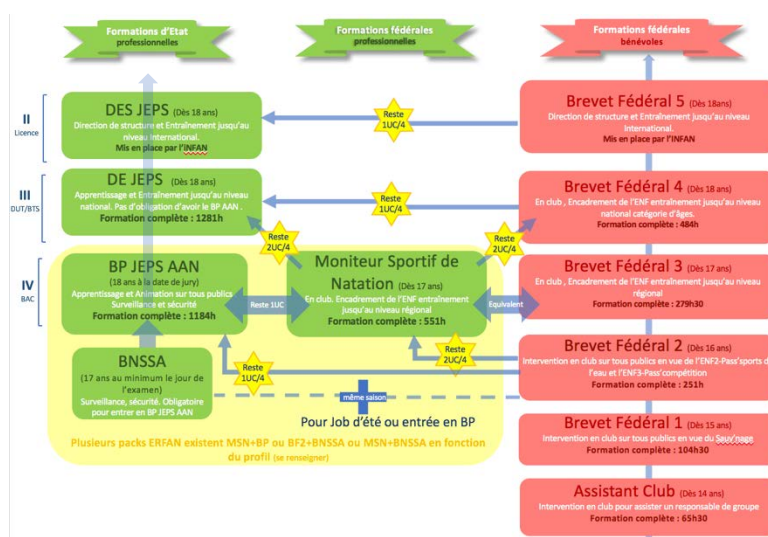 Formations d'Etat
professionnelles
Formations fédérales
professionnelles
Formations fédérales
bénévoles
II
Licence
DES JEPS (Dès 18 ans)
Direction de structure et Entraînement jusqu'au
niveau International.
Mis en place par l'INFAN
Reste
1UC/4
Brevet Fédéral 5 (Dès 18ans)
Direction de structure et Entraînement jusqu'au niveau
International.
Mis en place par l'INFAN
III
DUT/BTS
DE JEPS (Dès 18 ans)
Apprentissage et Entraînement jusqu'au niveau
national. Pas d'obligation d'avoir le BP AAN .
Formation complète : 1281h
Reste
1UC/4
Brevet Fédéral 4 (Dès 18 ans)
En club , Encadrement de l'ENF entraînement jusqu'au niveau
national catégorie d'âges.
Formation complète : 484h
Reste
2UC/4
Reste
2UC/4
IV
BAC
BP JEPS AAN
(18 ans à la date de jury)
Apprentissage et Animation sur tous publics
Surveillance et sécurité
Formation complète : 1184h
Reste 1UC
Moniteur Sportif de
Natation (Dès 17 ans)
En club. Encadrement de l'ENF entraînement
jusqu'au niveau régional
Formation complète : 551h
Equivalent
Brevet Fédéral 3 (Dès 17 ans)
En club , Encadrement de l'ENF entraînement jusqu'au niveau
régional
Formation complète : 279h30
BNSSA
(17 ans au minimum le jour de
l'examen)
Surveillance, sécurité. Obligatoire
pour entrer en BP JEPS AAN
Reste
1UC/4
Reste
2UC/4
Brevet Fédéral 2 (Dès 16 ans)
Intervention en club sur tous publics en vue de l'ENF2-Pass'sports de
l'eau et l'ENF3-Pass'compétition
Formation complète : 251h
même saison
Pour Job d'été ou entrée en BP
Plusieurs packs ERFAN existent MSN+BP ou BF2+BNSSA ou MSN+BNSSA en fonction
du profil (se renseigner)
Brevet Fédéral 1 (Dès 15 ans)
Intervention en club sur tous publics en vue du Sauv'nage
Formation complète : 104h30
Assistant Club (Dès 14 ans)
Intervention en club pour assister un responsable de groupe
Formation complète : 65h30